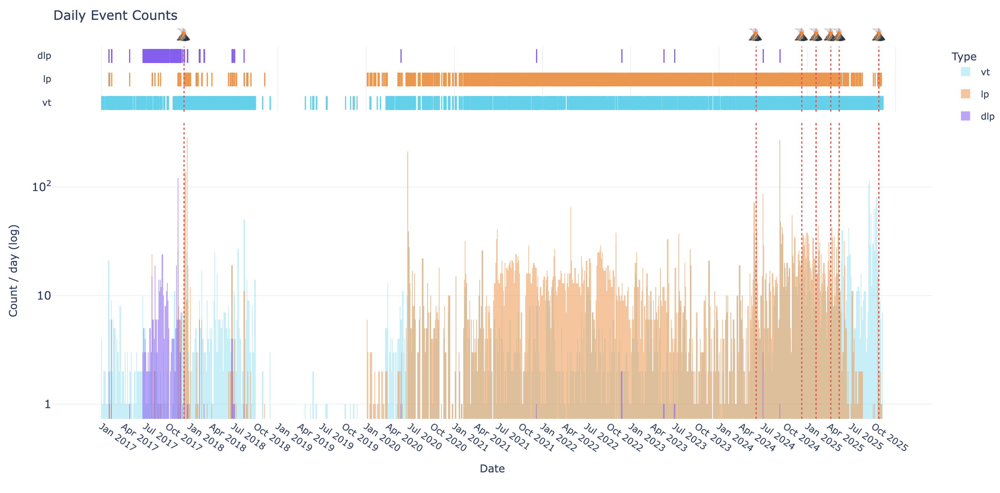 Daily Event Counts
dlp
lp
vt
Type
vt
lp
dlp
10²
10
1
Count / day (log)
Jan 2017
Apr 2017
Jul 2017
Oct 2017
Jan 2018
Apr 2018
Jul 2018
Oct 2018
Jan 2019
Apr 2019
Jul 2019
Oct 2019
Jan 2020
Apr 2020
Jul 2020
Oct 2020
Jan 2021
Apr 2021
Jul 2021
Oct 2021
Jan 2022
Apr 2022
Jul 2022
Oct 2022
Jan 2023
Apr 2023
Jul 2023
Oct 2023
Jan 2024
Apr 2024
Jul 2024
Oct 2024
Jan 2025
Apr 2025
Jul 2025
Oct 2025
Date